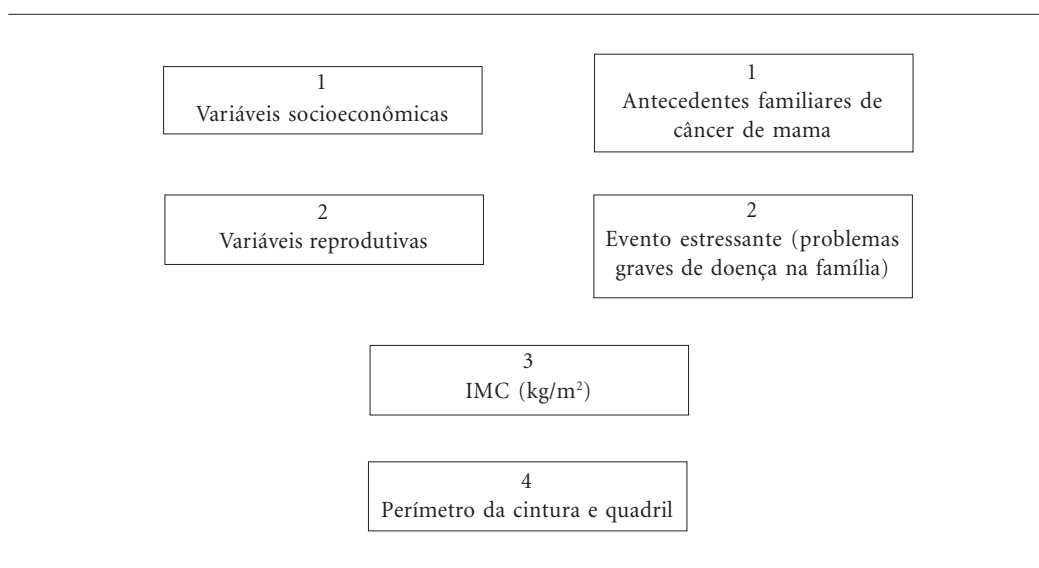 1
Variáveis socioeconômicas
1
Antecedentes familiares de
câncer de mama
2
Variáveis reprodutivas
2
Evento estressante (problemas
graves de doença na família)
3
IMC (kg/m²)
4
Perímetro da cintura e quadril